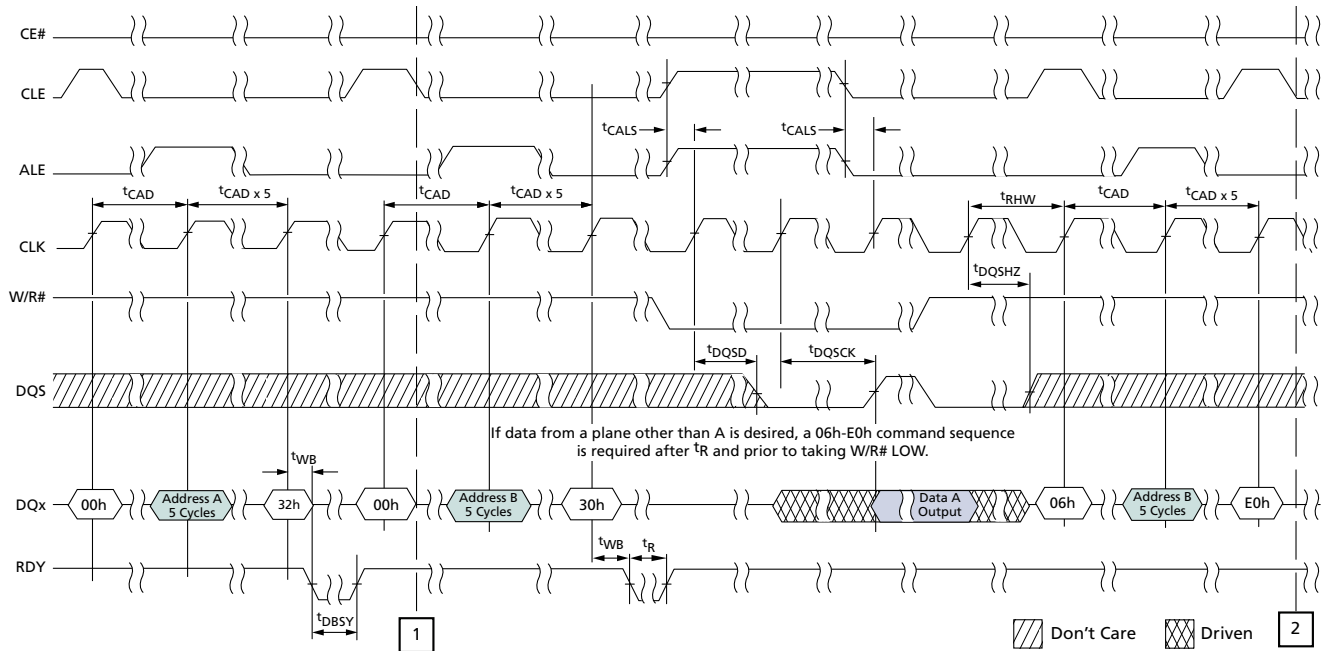 CE#
CLE
tCALS
tCALS
ALE
tCAD
tCAD x 5
tCAD
tCAD x 5
tRHW
tCAD
tCAD x 5
CLK
tDQSHZ
W/R#
tDQSD
tDQSCK
DQS
If data from a plane other than A is desired, a 06h-E0h command sequence
is required after tR and prior to taking W/R# LOW.
tWB
DQx
00h
Address A
5 Cycles
32h
00h
Address B
5 Cycles
30h
Data A
Output
06h
Address B
5 Cycles
E0h
tWB
tR
RDY
tDBSY
1
Don't Care
Driven
2